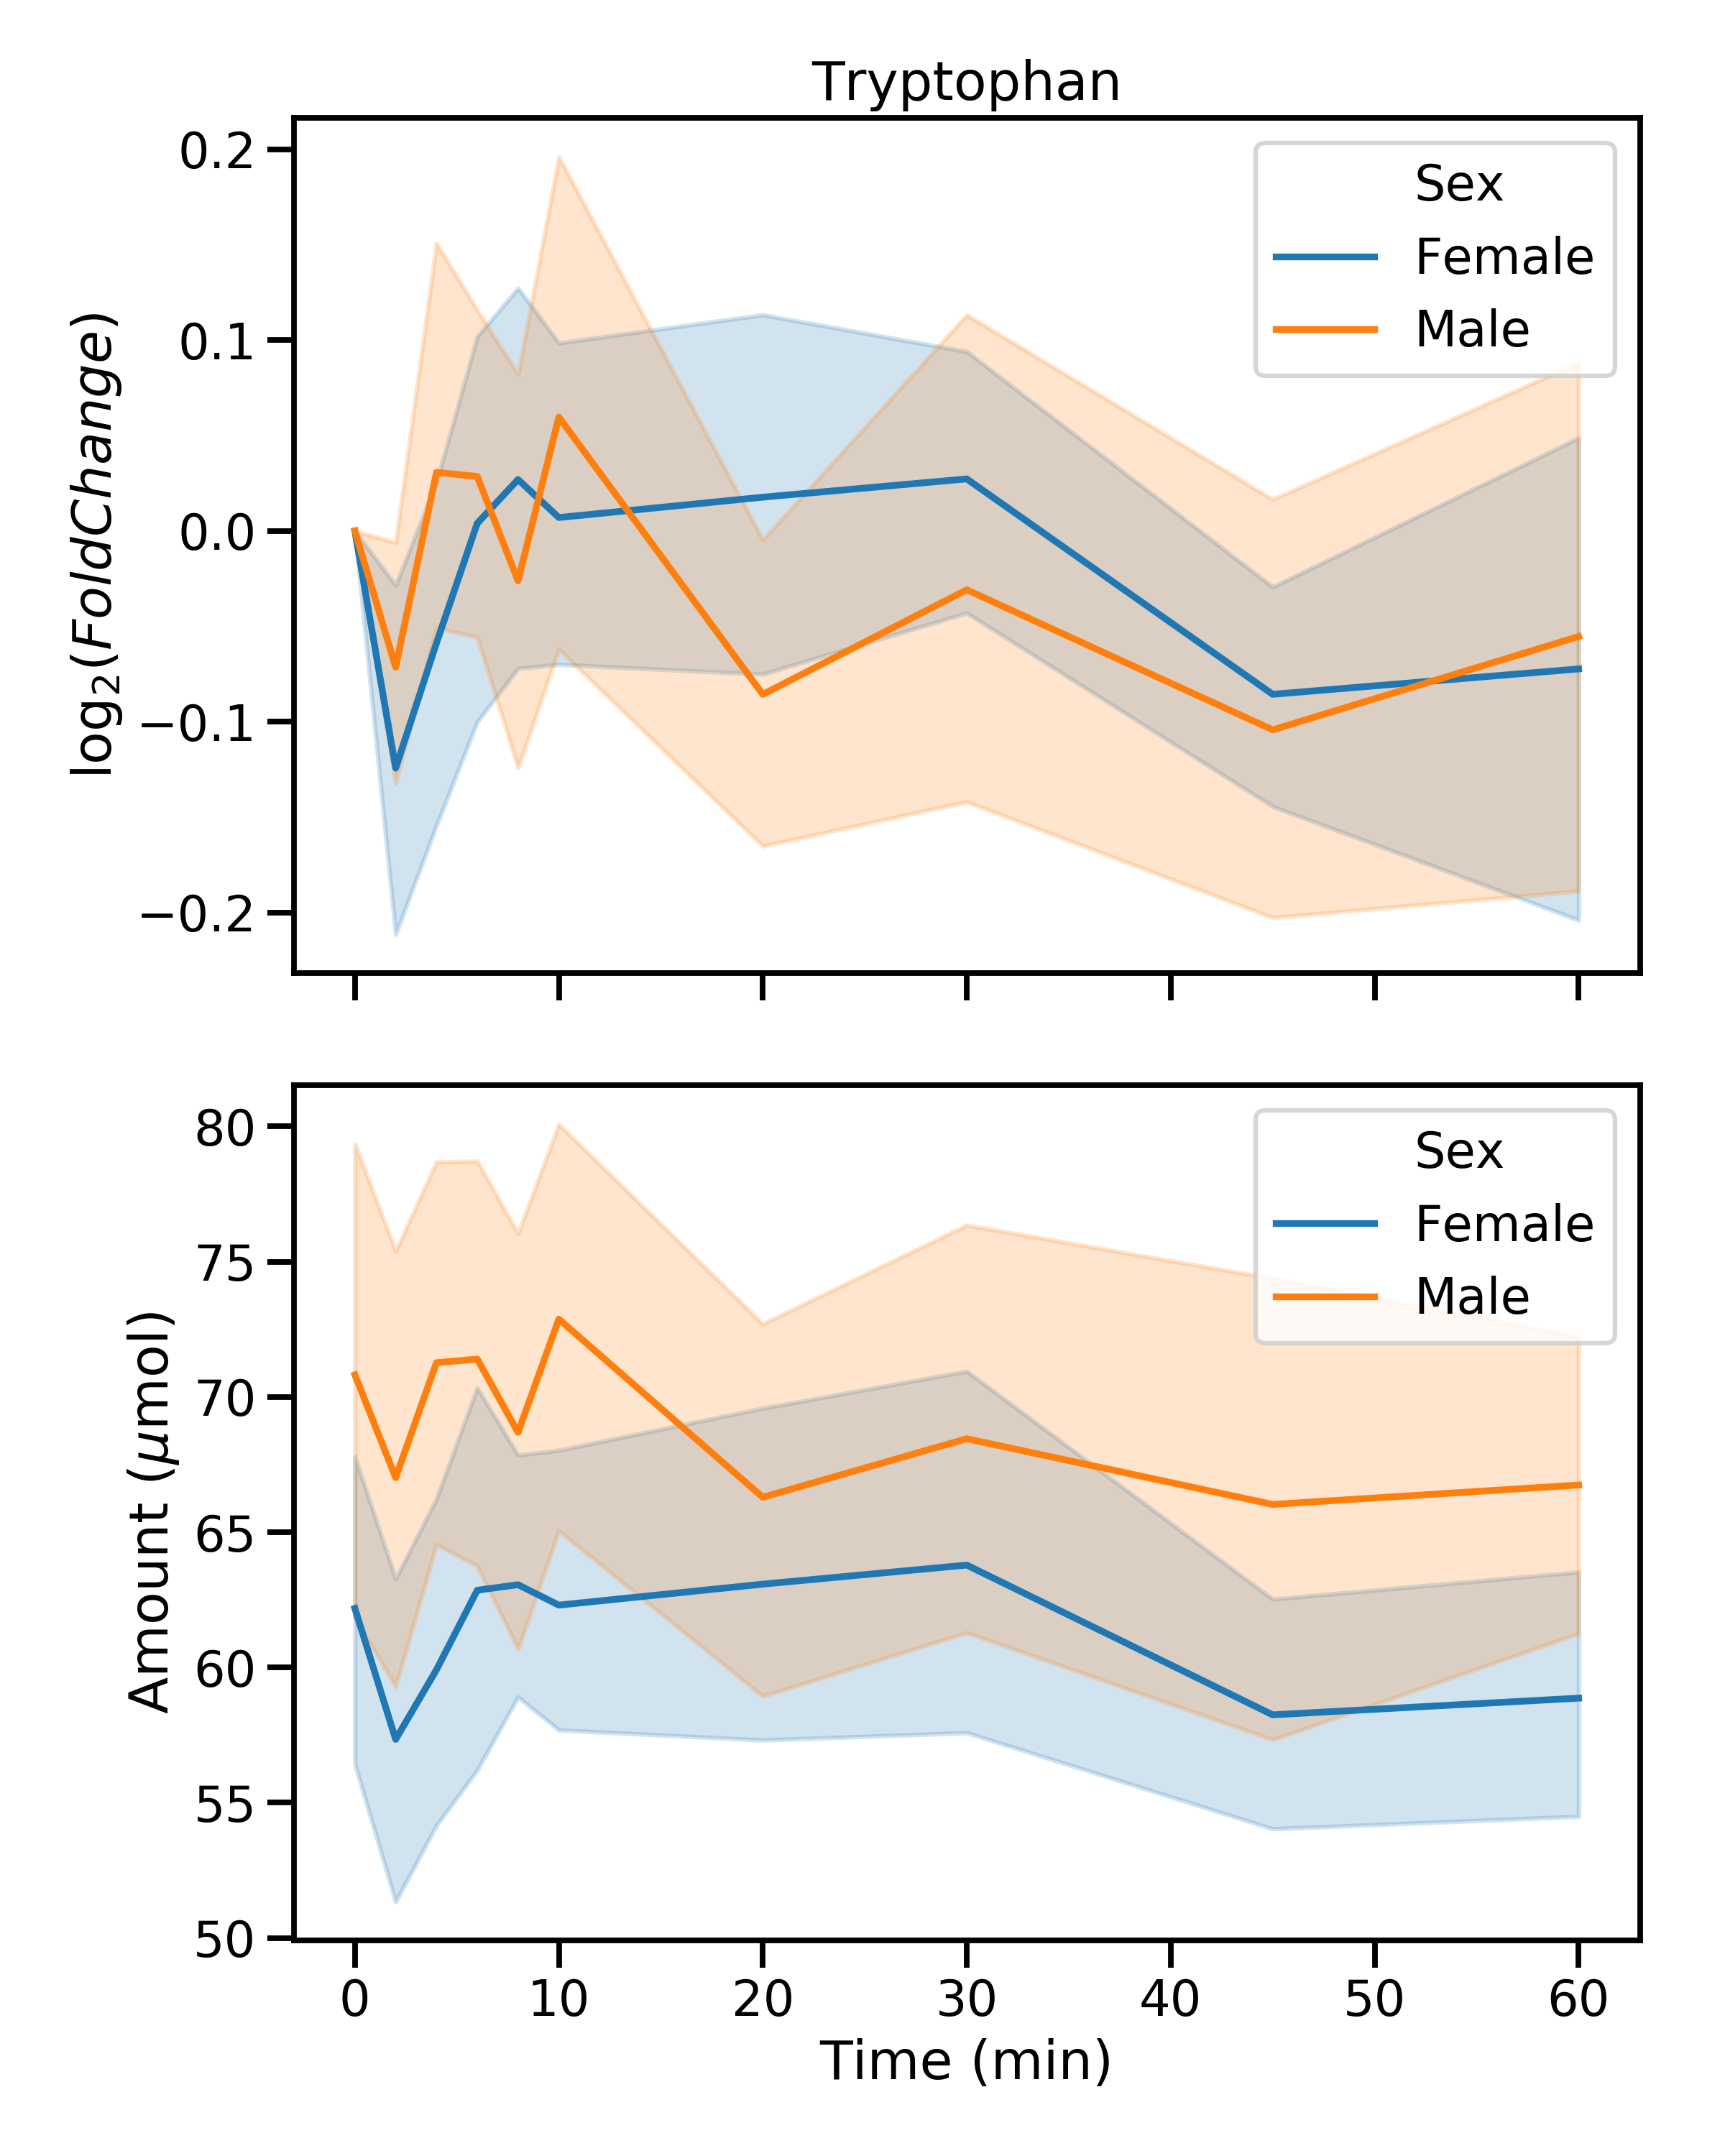 Tryptophan
log₂(FoldChange)
0.2
0.1
0.0
−0.1
−0.2
Sex
Female
Male
Amount (μmol)
80
75
70
65
60
55
50
Sex
Female
Male
0 10 20 30 40 50 60
Time (min)